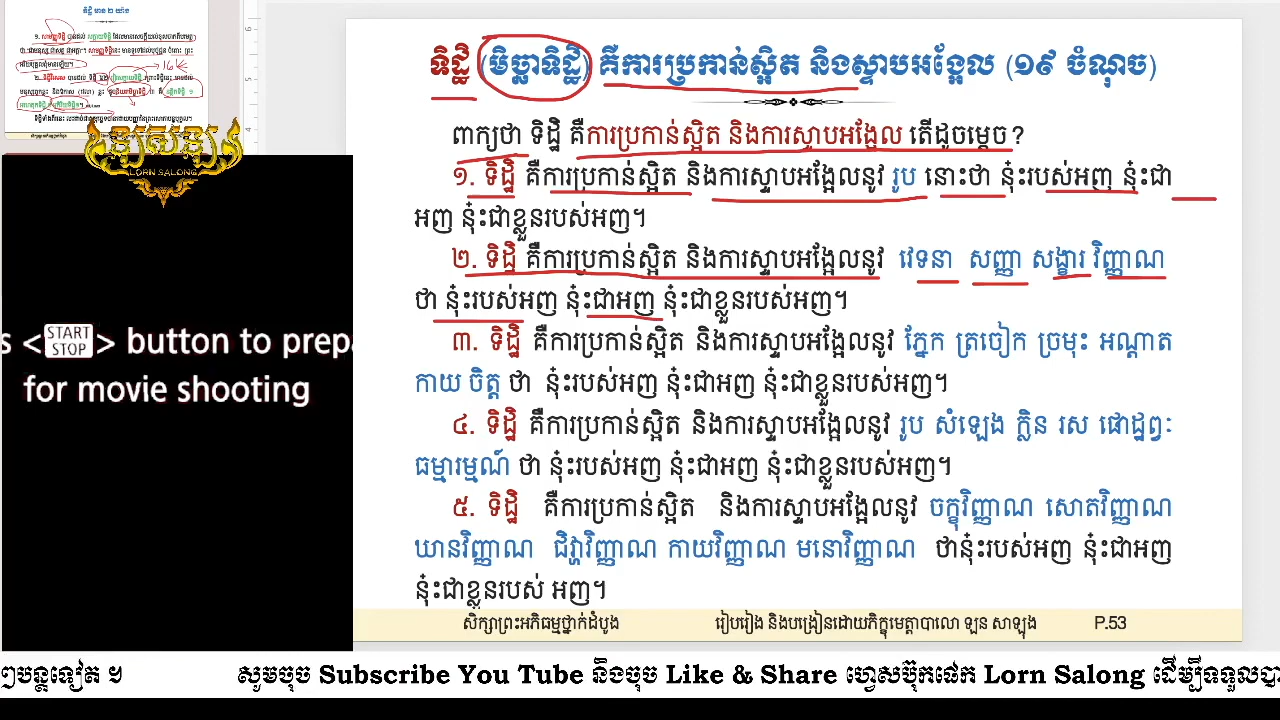 ទិដ្ឋិ មាន ២ យ៉ាង
LORN SALONG
s <START STOP> button to prepa
for movie shooting
ទិដ្ឋិ (មិច្ឆាទិដ្ឋិ) គឺការប្រកាន់ស្អិត និងស្ទាបអង្អែល (១៩ ចំណុច)
ពាក្យថា ទិដ្ឋិ គឺការប្រកាន់ស្អិត និងការស្ទាបអង្អែល តើដូចម្ដេច?
១. ទិដ្ឋិ គឺការប្រកាន់ស្អិត និងការស្ទាបអង្អែលនូវ រូប នោះថា នុ៎ះរបស់អញ នុ៎ះជា
អញ នុ៎ះជាខ្លួនរបស់អញ។
២. ទិដ្ឋិ គឺការប្រកាន់ស្អិត និងការស្ទាបអង្អែលនូវ វេទនា សញ្ញា សង្ខារ វិញ្ញាណ
ថា នុ៎ះរបស់អញ នុ៎ះជាអញ នុ៎ះជាខ្លួនរបស់អញ។
៣. ទិដ្ឋិ គឺការប្រកាន់ស្អិត និងការស្ទាបអង្អែលនូវ ភ្នែក ត្រចៀក ច្រមុះ អណ្ដាត
កាយ ចិត្ត ថា នុ៎ះរបស់អញ នុ៎ះជាអញ នុ៎ះជាខ្លួនរបស់អញ។
៤. ទិដ្ឋិ គឺការប្រកាន់ស្អិត និងការស្ទាបអង្អែលនូវ រូប សំឡេង ក្លិន រស ផោដ្ឋព្វៈ
ធម្មារម្មណ៍ ថា នុ៎ះរបស់អញ នុ៎ះជាអញ នុ៎ះជាខ្លួនរបស់អញ។
៥. ទិដ្ឋិ គឺការប្រកាន់ស្អិត និងការស្ទាបអង្អែលនូវ ចក្ខុវិញ្ញាណ សោតវិញ្ញាណ
ឃានវិញ្ញាណ ជិវ្ហាវិញ្ញាណ កាយវិញ្ញាណ មនោវិញ្ញាណ ថានុ៎ះរបស់អញ នុ៎ះជាអញ
នុ៎ះជាខ្លួនរបស់ អញ។
សិក្សាព្រះអភិធម្មថ្នាក់ដំបូង រៀបរៀង និងបង្រៀនដោយភិក្ខុមេត្តាបាលោ ឡន សាឡុង P.53
ៗបន្តទៀត ១ សូមចុច Subscribe You Tube និងចុច Like & Share ហ្វេសប៊ុកផេក Lorn Salong ដើម្បីទទួលបា